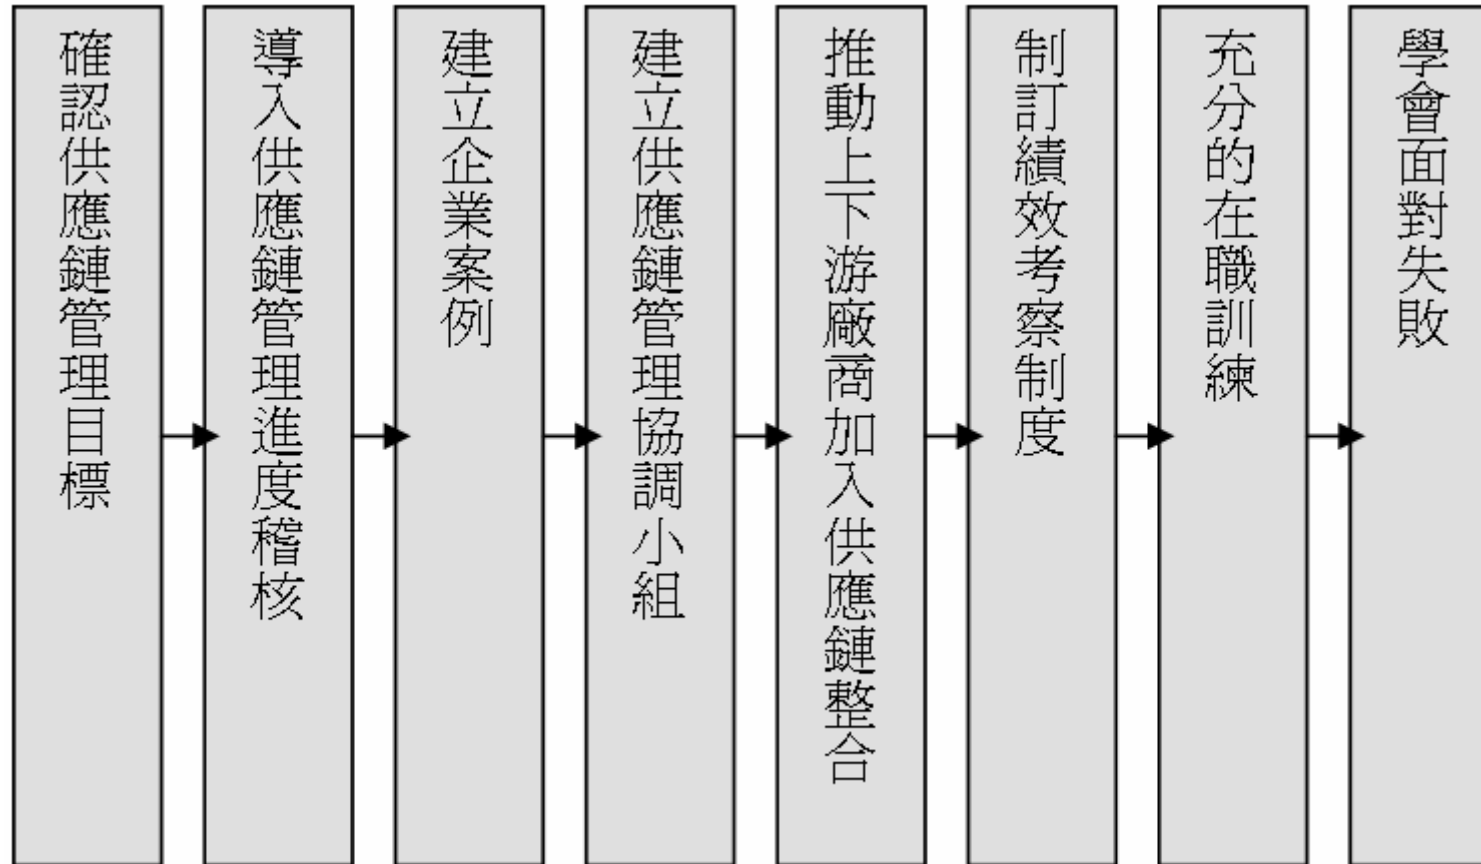 確認供應鏈管理目標
導入供應鏈管理進度稽核
建立企業案例
建立供應鏈管理協調小組
推動上下游廠商加入供應鏈整合
制訂績效考察制度
充分的在職訓練
學會面對失敗